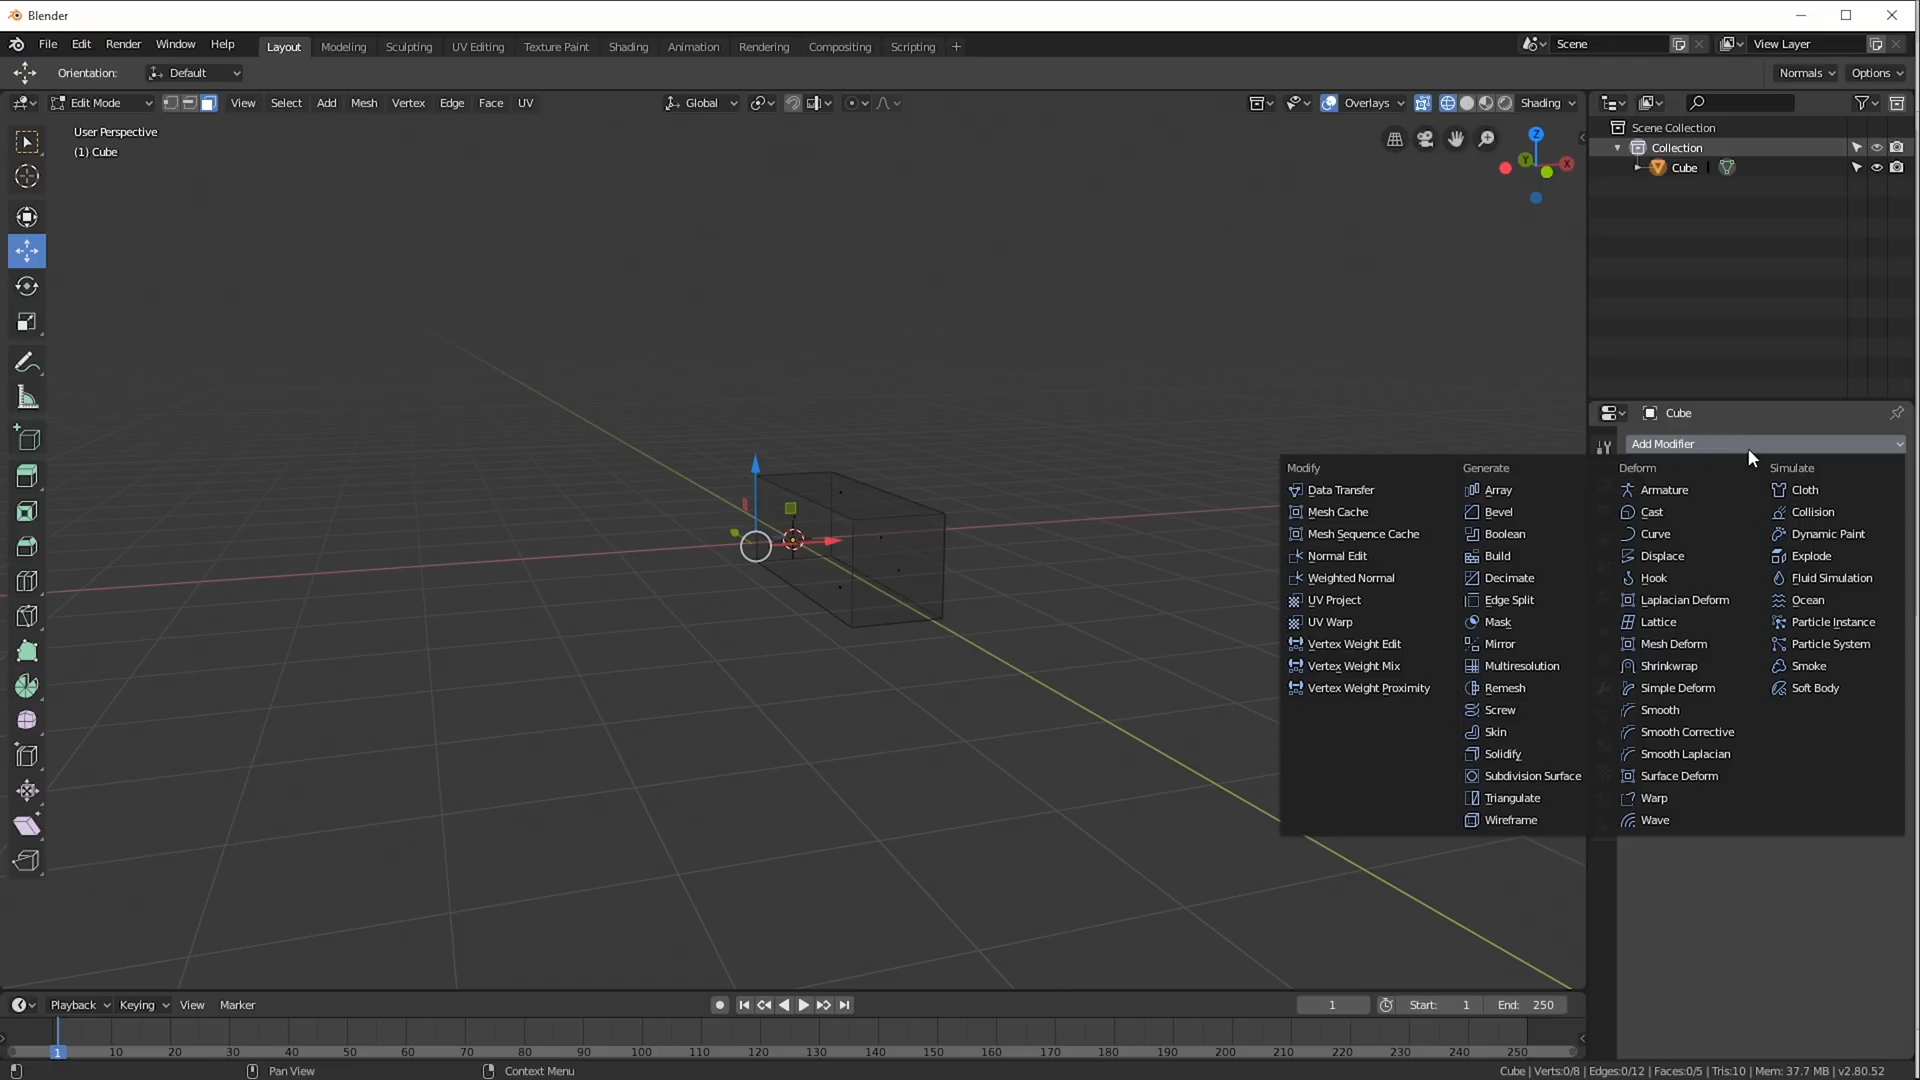 Blender
File Edit Render Window Help Layout Modeling Sculpting UV Editing Texture Paint Shading Animation Rendering Compositing Scripting + Scene View Layer
Orientation: Default Normals Options
Edit Mode View Select Add Mesh Vertex Edge Face UV Global Overlays Shading
User Perspective
(1) Cube
Z
Y
X
Scene Collection
Collection
Cube
Cube
Add Modifier
Modify Generate Deform Simulate
Data Transfer Array Armature Cloth
Mesh Cache Bevel Cast Collision
Mesh Sequence Cache Boolean Curve Dynamic Paint
Normal Edit Build Displace Explode
Weighted Normal Decimate Hook Fluid Simulation
UV Project Edge Split Laplacian Deform Ocean
UV Warp Mask Lattice Particle Instance
Vertex Weight Edit Mirror Mesh Deform Particle System
Vertex Weight Mix Multiresolution Shrinkwrap Smoke
Vertex Weight Proximity Remesh Simple Deform Soft Body
Screw Smooth
Skin Smooth Corrective
Solidify Smooth Laplacian
Subdivision Surface Surface Deform
Triangulate Warp
Wireframe Wave
Playback Keying View Marker 1 Start: 1 End: 250
1 10 20 30 40 50 60 70 80 90 100 110 120 130 140 150 160 170 180 190 200 210 220 230 240 250
Pan View Context Menu Cube | Verts:0/8 | Edges:0/12 | Faces:0/5 | Tris:10 | Mem: 37.7 MB | v2.80.52